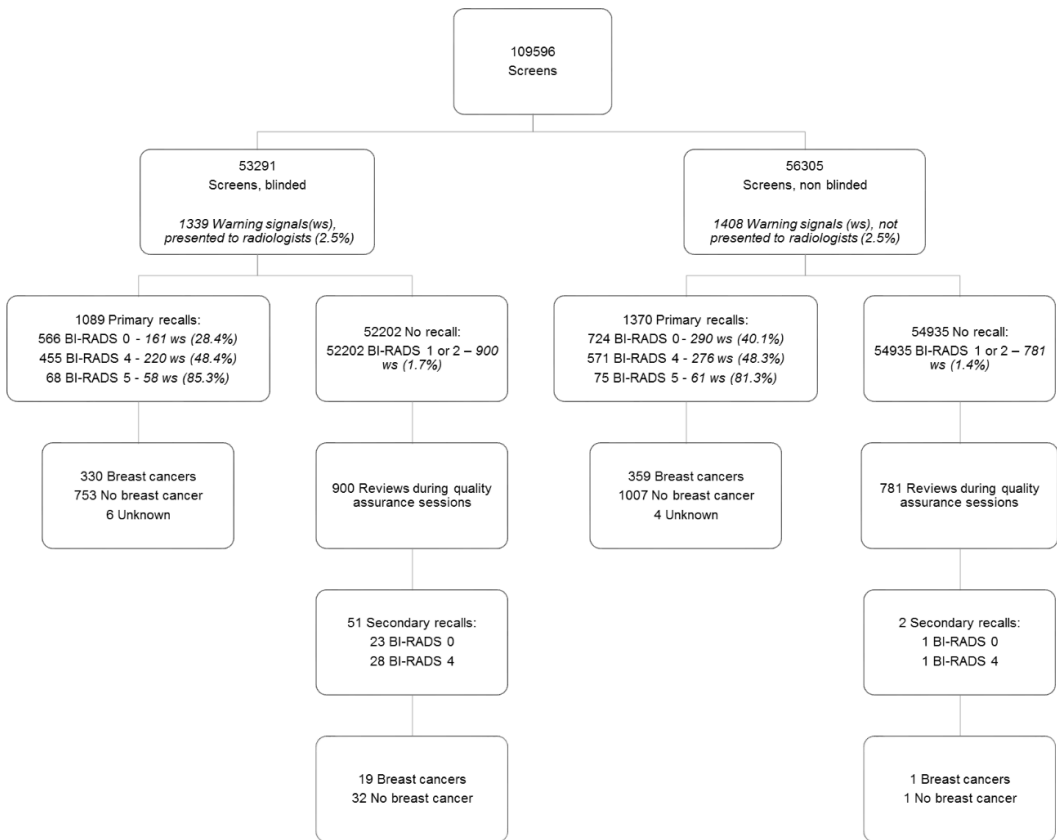 109596
Screens
53291
Screens, blinded
1339 Warning signals(ws),
presented to radiologists (2.5%)
56305
Screens, non blinded
1408 Warning signals (ws), not
presented to radiologists (2.5%)
1089 Primary recalls:
566 BI-RADS 0 - 161 ws (28.4%)
455 BI-RADS 4 - 220 ws (48.4%)
68 BI-RADS 5 - 58 ws (85.3%)
52202 No recall:
52202 BI-RADS 1 or 2 – 900
ws (1.7%)
1370 Primary recalls:
724 BI-RADS 0- 290 ws (40.1%)
571 BI-RADS 4 - 276 ws (48.3%)
75 BI-RADS 5 - 61 ws (81.3%)
54935 No recall:
54935 BI-RADS 1 or 2 – 781
ws (1.4%)
330 Breast cancers
753 No breast cancer
6 Unknown
900 Reviews during quality
assurance sessions
359 Breast cancers
1007 No breast cancer
4 Unknown
781 Reviews during quality
assurance sessions
51 Secondary recalls:
23 BI-RADS 0
28 BI-RADS 4
2 Secondary recalls:
1 BI-RADS 0
1 BI-RADS 4
19 Breast cancers
32 No breast cancer
1 Breast cancers
1 No breast cancer